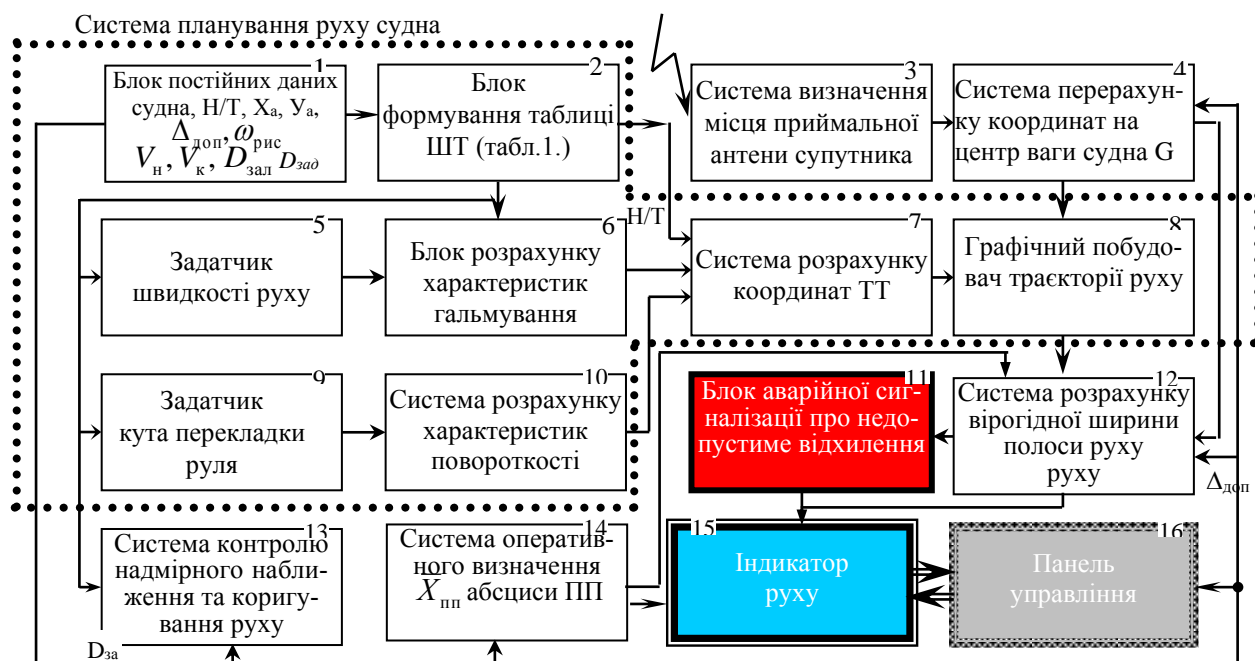 Система планування руху судна
1
Блок постійних даних
судна, Н/Т, Xₐ, Уₐ,
Δдоп, ωрис
Vн, Vк, Dзал Dзад
2
Блок
формування таблиці
ШТ (табл.1.)
3
Система визначення
місця приймальної
антени супутника
4
Система перерахун-
ку координат на
центр ваги судна G
5
Задатчик
швидкості руху
6
Блок розрахунку
характеристик
гальмування
Н/Т
7
Система розрахунку
координат ТТ
8
Графічний побудо-
вач траєкторії руху
9
Задатчик
кута перекладки
руля
10
Система розрахунку
характеристик
повороткості
11
Блок аварійної сиг-
налізації про недо-
пустиме відхилення
12
Система розрахунку
вірогідної ширини
полоси руху
руху
Δдоп
13
Система контролю
надмірного набли-
ження та коригу-
вання руху
Dза
14
Система оператив-
ного визначення
Xпп абсциси ПП
15
Індикатор
руху
16
Панель
управління